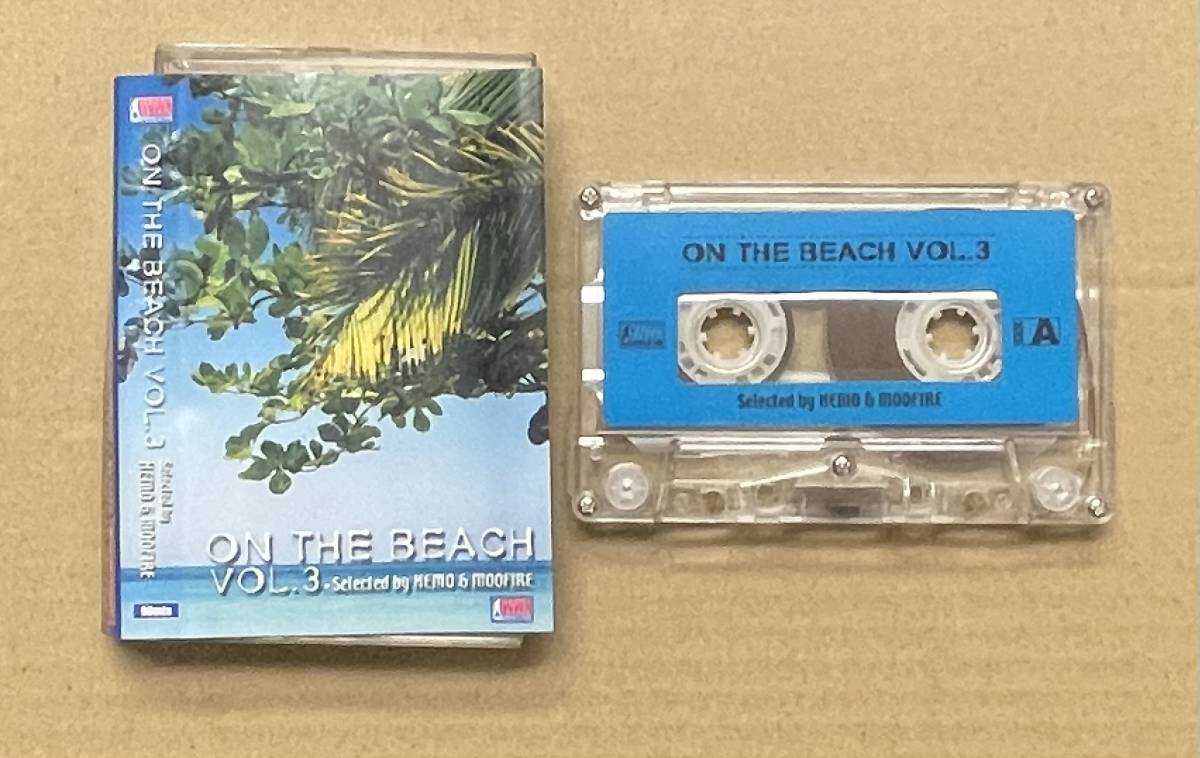 ON THE BEACH VOL.3
Selected by
NEMO & MOOFIRE
ON THE BEACH
VOL.3 - Selected by NEMO & MOOFIRE
ON THE BEACH VOL.3
A
Selected by NEMO & MOOFIRE